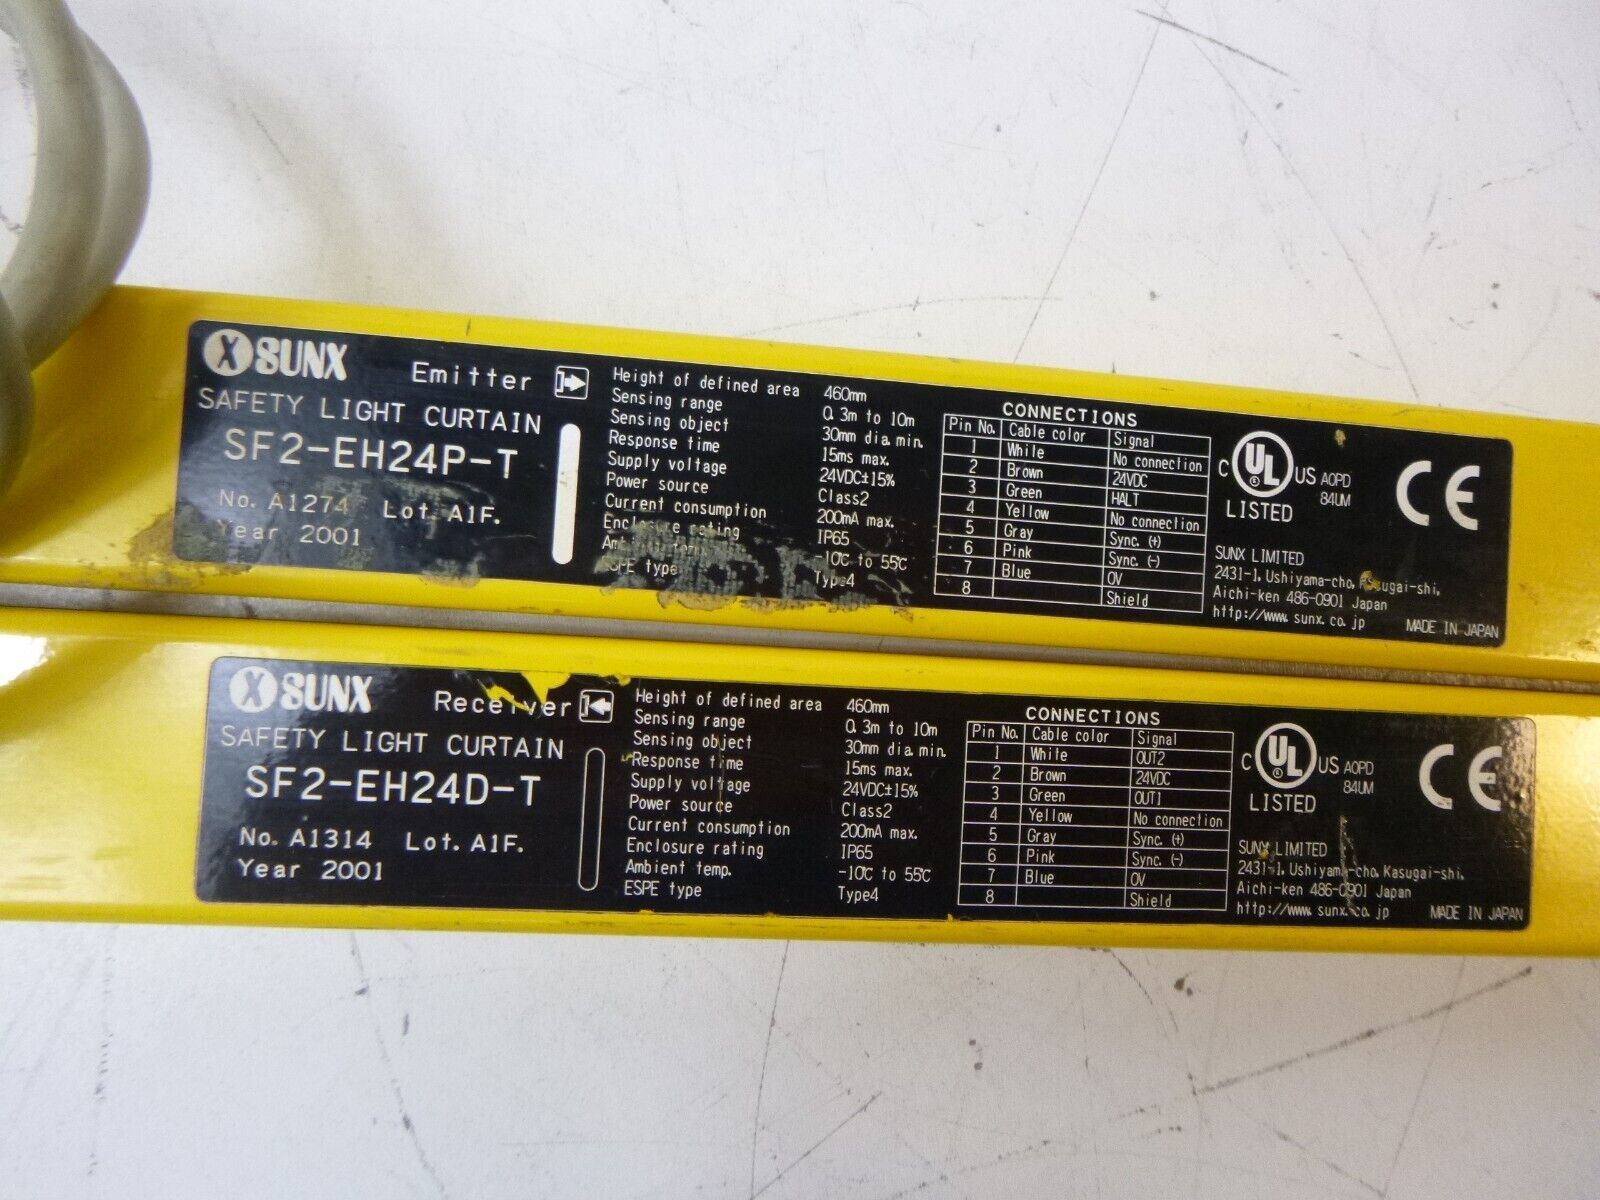 SUNX Emitter
SAFETY LIGHT CURTAIN
SF2-EH24P-T
No. A1274 Lot. A1F.
Year 2001
Height of defined area 460mm
Sensing range 0.3m to 10m
Sensing object 30mm dia. min.
Response time 15ms max.
Supply voltage 24VDC±15%
Power source Class2
Current consumption 200mA max.
Enclosure rating IP65
Ambient temp. -10℃ to 55℃
ESPE type Type4
CONNECTIONS
Pin No. Cable color Signal
1 White No connection
2 Brown 24VDC
3 Green HALT
4 Yellow No connection
5 Gray Sync. (+)
6 Pink Sync. (-)
7 Blue 0V
8 Shield
C UL US AOPD
84UM
LISTED
CE
SUNX LIMITED
2431-1, Ushiyama-cho, Kasugai-shi,
Aichi-ken 486-0901 Japan
http://www.sunx.co.jp MADE IN JAPAN
SUNX Receiver
SAFETY LIGHT CURTAIN
SF2-EH24D-T
No. A1314 Lot. A1F.
Year 2001
Height of defined area 460mm
Sensing range 0.3m to 10m
Sensing object 30mm dia. min.
Response time 15ms max.
Supply voltage 24VDC±15%
Power source Class2
Current consumption 200mA max.
Enclosure rating IP65
Ambient temp. -10℃ to 55℃
ESPE type Type4
CONNECTIONS
Pin No. Cable color Signal
1 White OUT2
2 Brown 24VDC
3 Green OUT1
4 Yellow No connection
5 Gray Sync. (+)
6 Pink Sync. (-)
7 Blue 0V
8 Shield
C UL US AOPD
84UM
LISTED
CE
SUNX LIMITED
2431-1, Ushiyama-cho, Kasugai-shi,
Aichi-ken 486-0901 Japan
http://www.sunx.co.jp MADE IN JAPAN